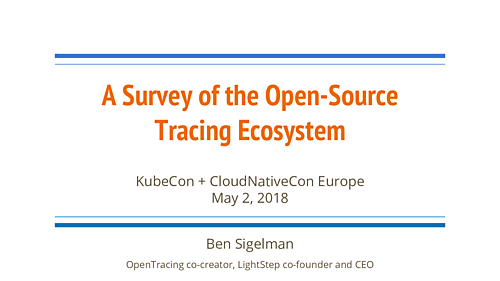 A Survey of the Open-Source
Tracing Ecosystem
KubeCon + CloudNativeCon Europe
May 2, 2018
Ben Sigelman
OpenTracing co-creator, LightStep co-founder and CEO